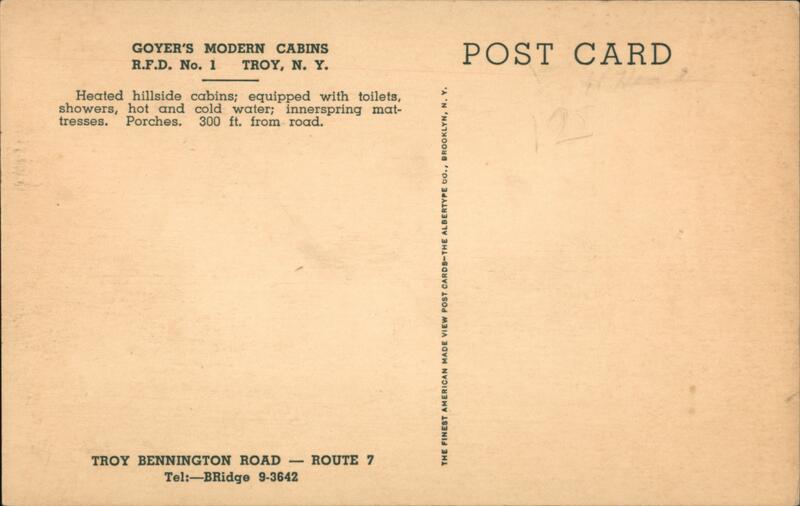 GOYER'S MODERN CABINS
R.F.D. No. 1 TROY, N. Y.
Heated hillside cabins; equipped with toilets,
showers, hot and cold water; innerspring mat-
tresses. Porches. 300 ft. from road.
TROY BENNINGTON ROAD — ROUTE 7
Tel:—BRidge 9-3642
THE FINEST AMERICAN MADE VIEW POST CARDS—THE ALBERTYPE CO., BROOKLYN, N. Y.
POST CARD